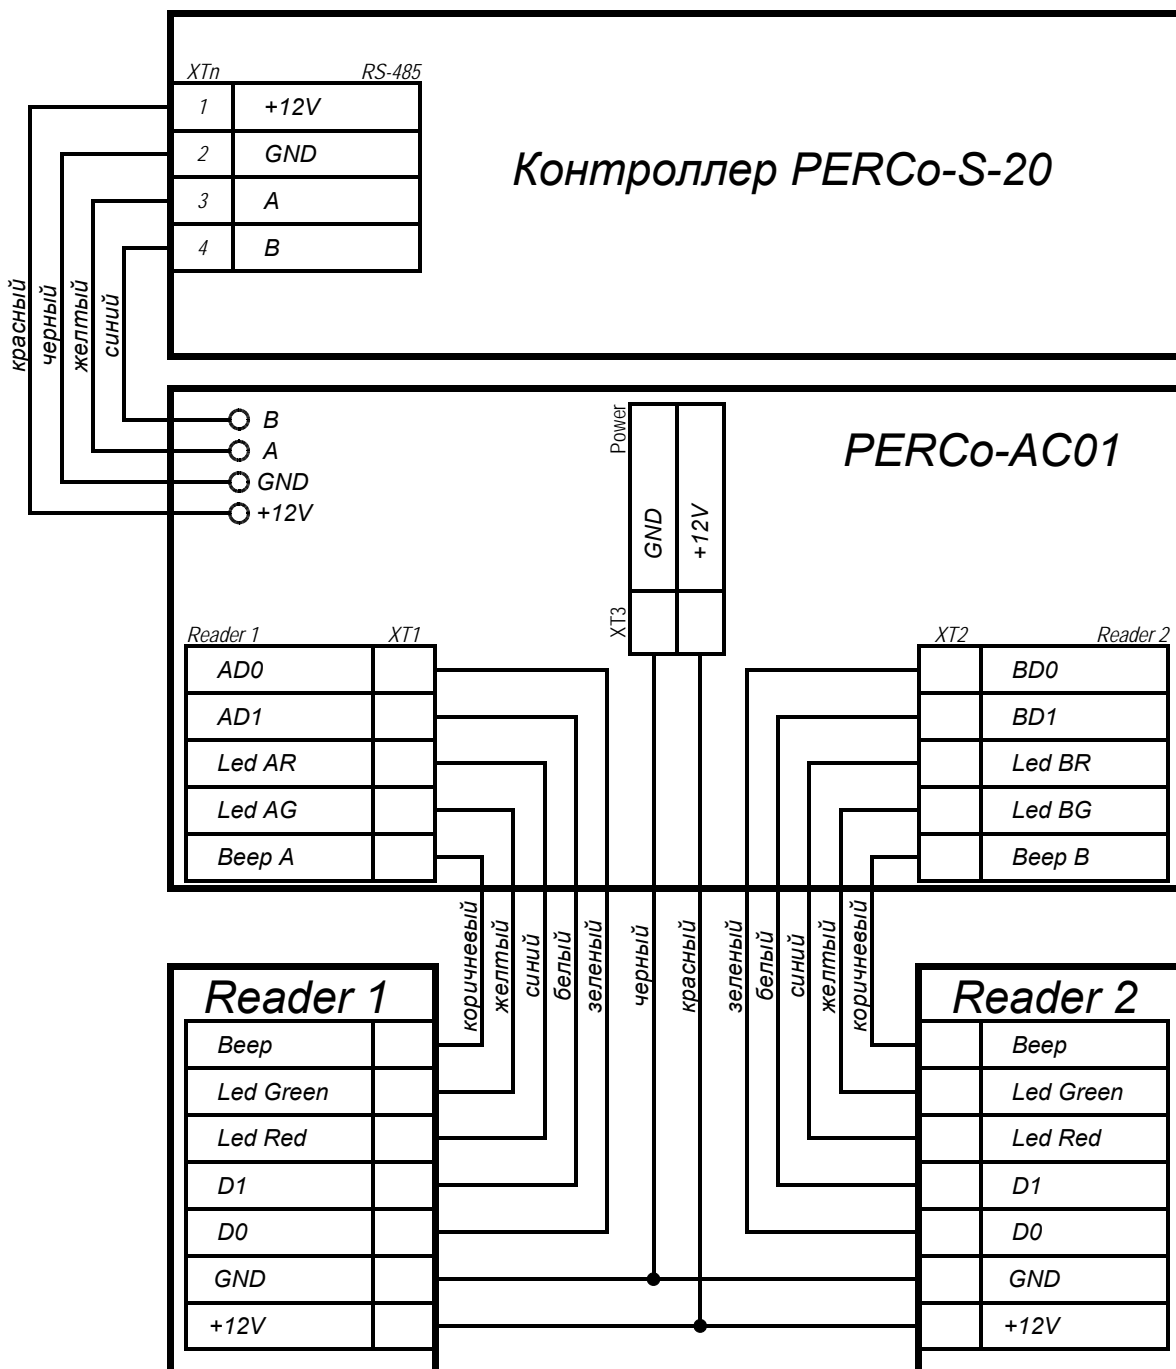 XTn RS-485
1 +12V
2 GND
3 A
4 B
Контроллер PERCo-S-20
красный
черный
желтый
синий
B
A
GND
+12V
Power
GND
+12V
XT3
PERCo-AC01
Reader 1 XT1
AD0
AD1
Led AR
Led AG
Beep A
XT2 Reader 2
BD0
BD1
Led BR
Led BG
Beep B
коричневый
желтый
синий
белый
зеленый
черный
красный
зеленый
белый
синий
желтый
коричневый
Reader 1
Beep
Led Green
Led Red
D1
D0
GND
+12V
Reader 2
Beep
Led Green
Led Red
D1
D0
GND
+12V